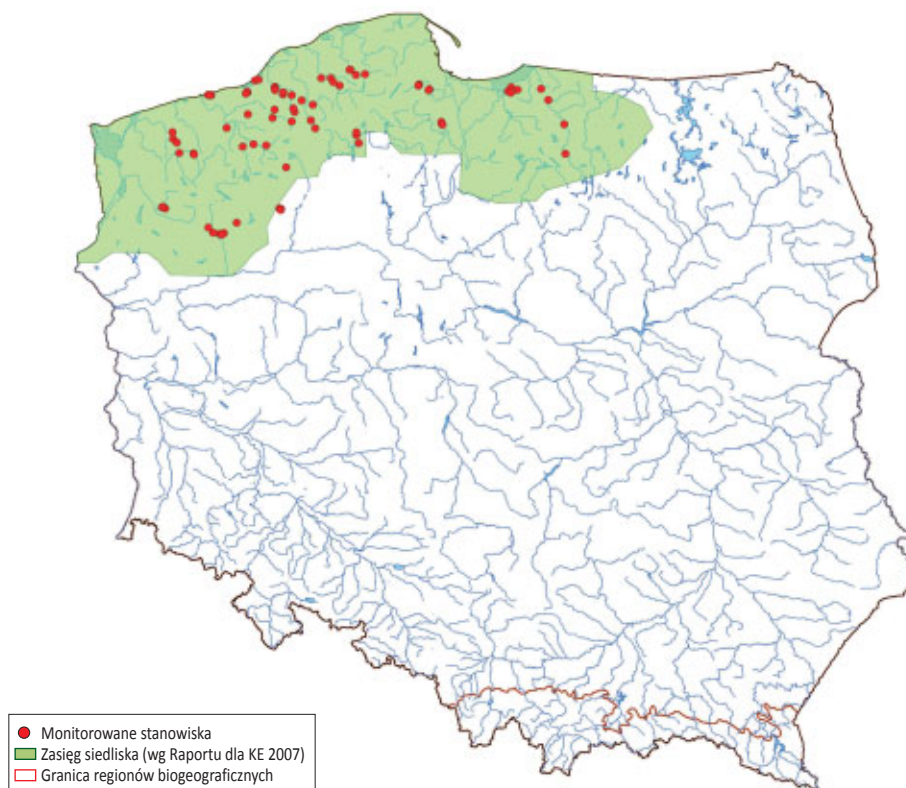 Monitorowane stanowiska
Zasięg siedliska (wg Raportu dla KE 2007)
Granica regionów biogeograficznych